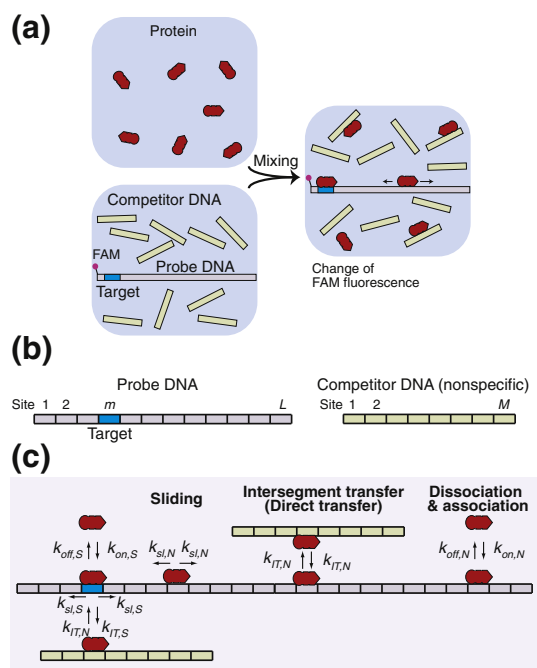 (a)
Protein
Mixing
Competitor DNA
FAM
Probe DNA
Target
Change of
FAM fluorescence
(b)
Probe DNA
Competitor DNA (nonspecific)
Site 1 2 m L
Site 1 2 M
Target
(c)
Sliding
Intersegment transfer
(Direct transfer)
Dissociation
& association
k_off,S k_on,S
k_sl,N k_sl,N
k_IT,N k_IT,N
k_off,N k_on,N
k_sl,S k_sl,S
k_IT,N k_IT,S